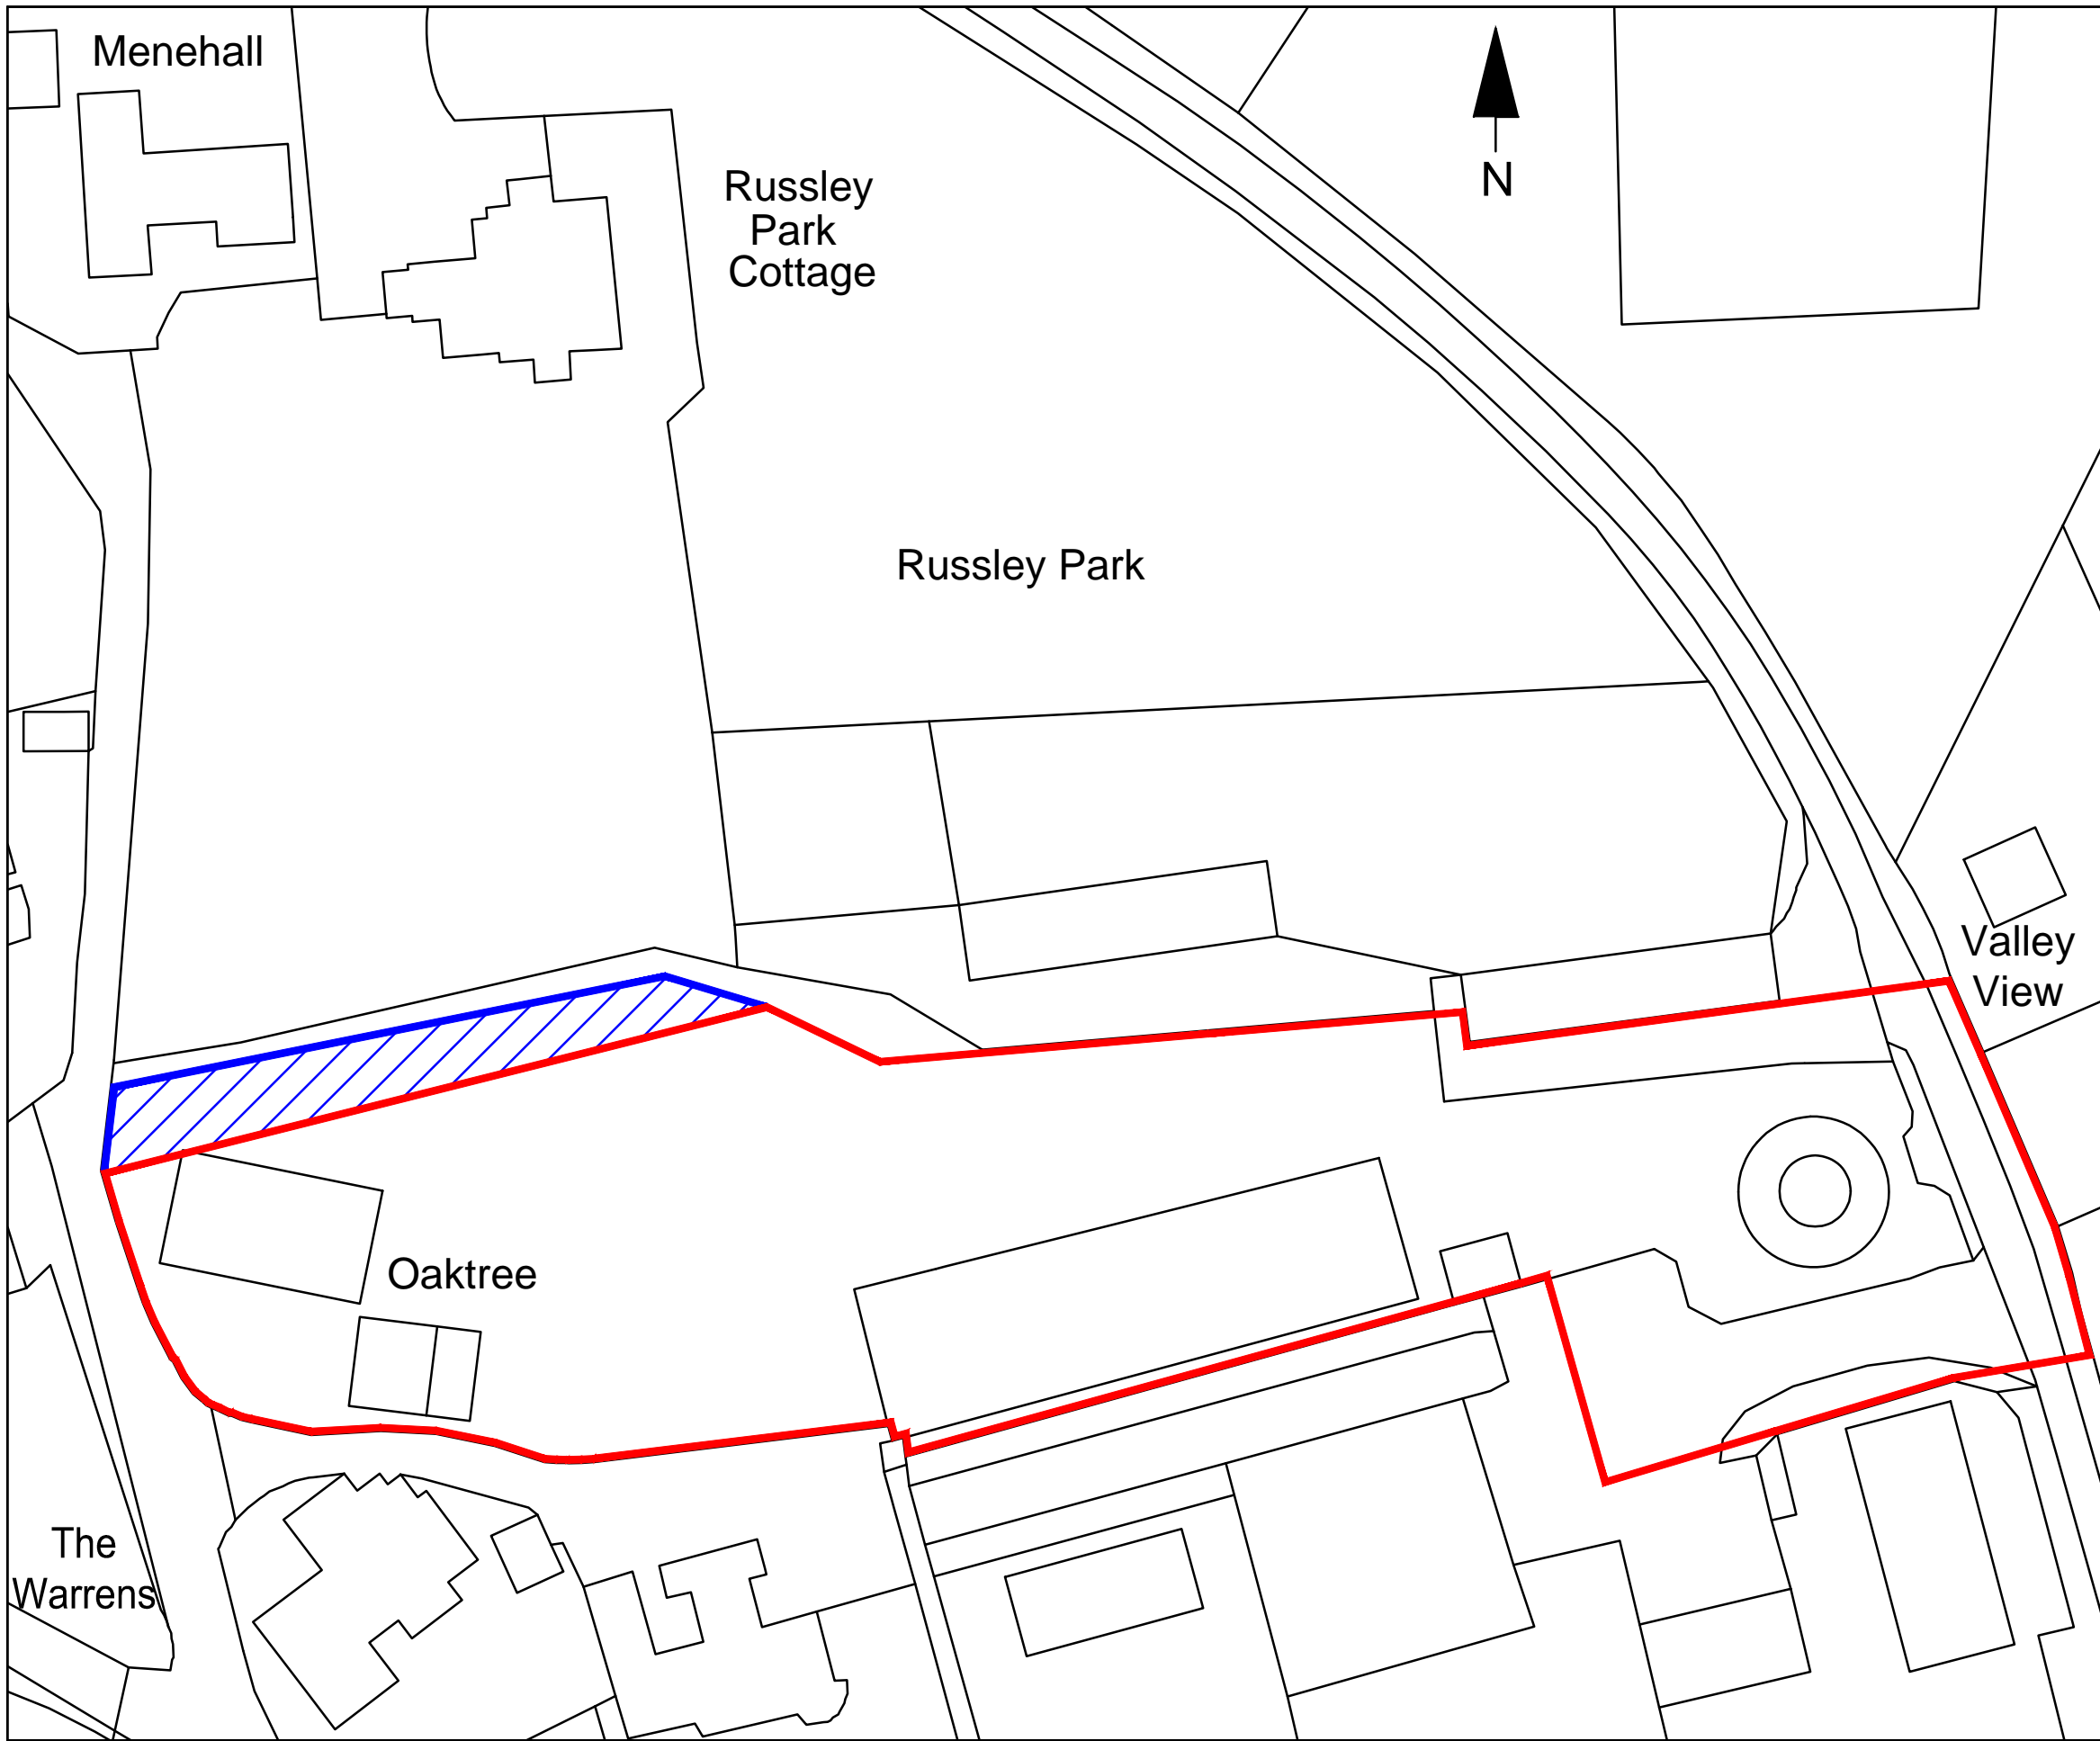 Menehall
Russley
Park
Cottage
N
Russley Park
Valley
View
Oaktree
The
Warrens